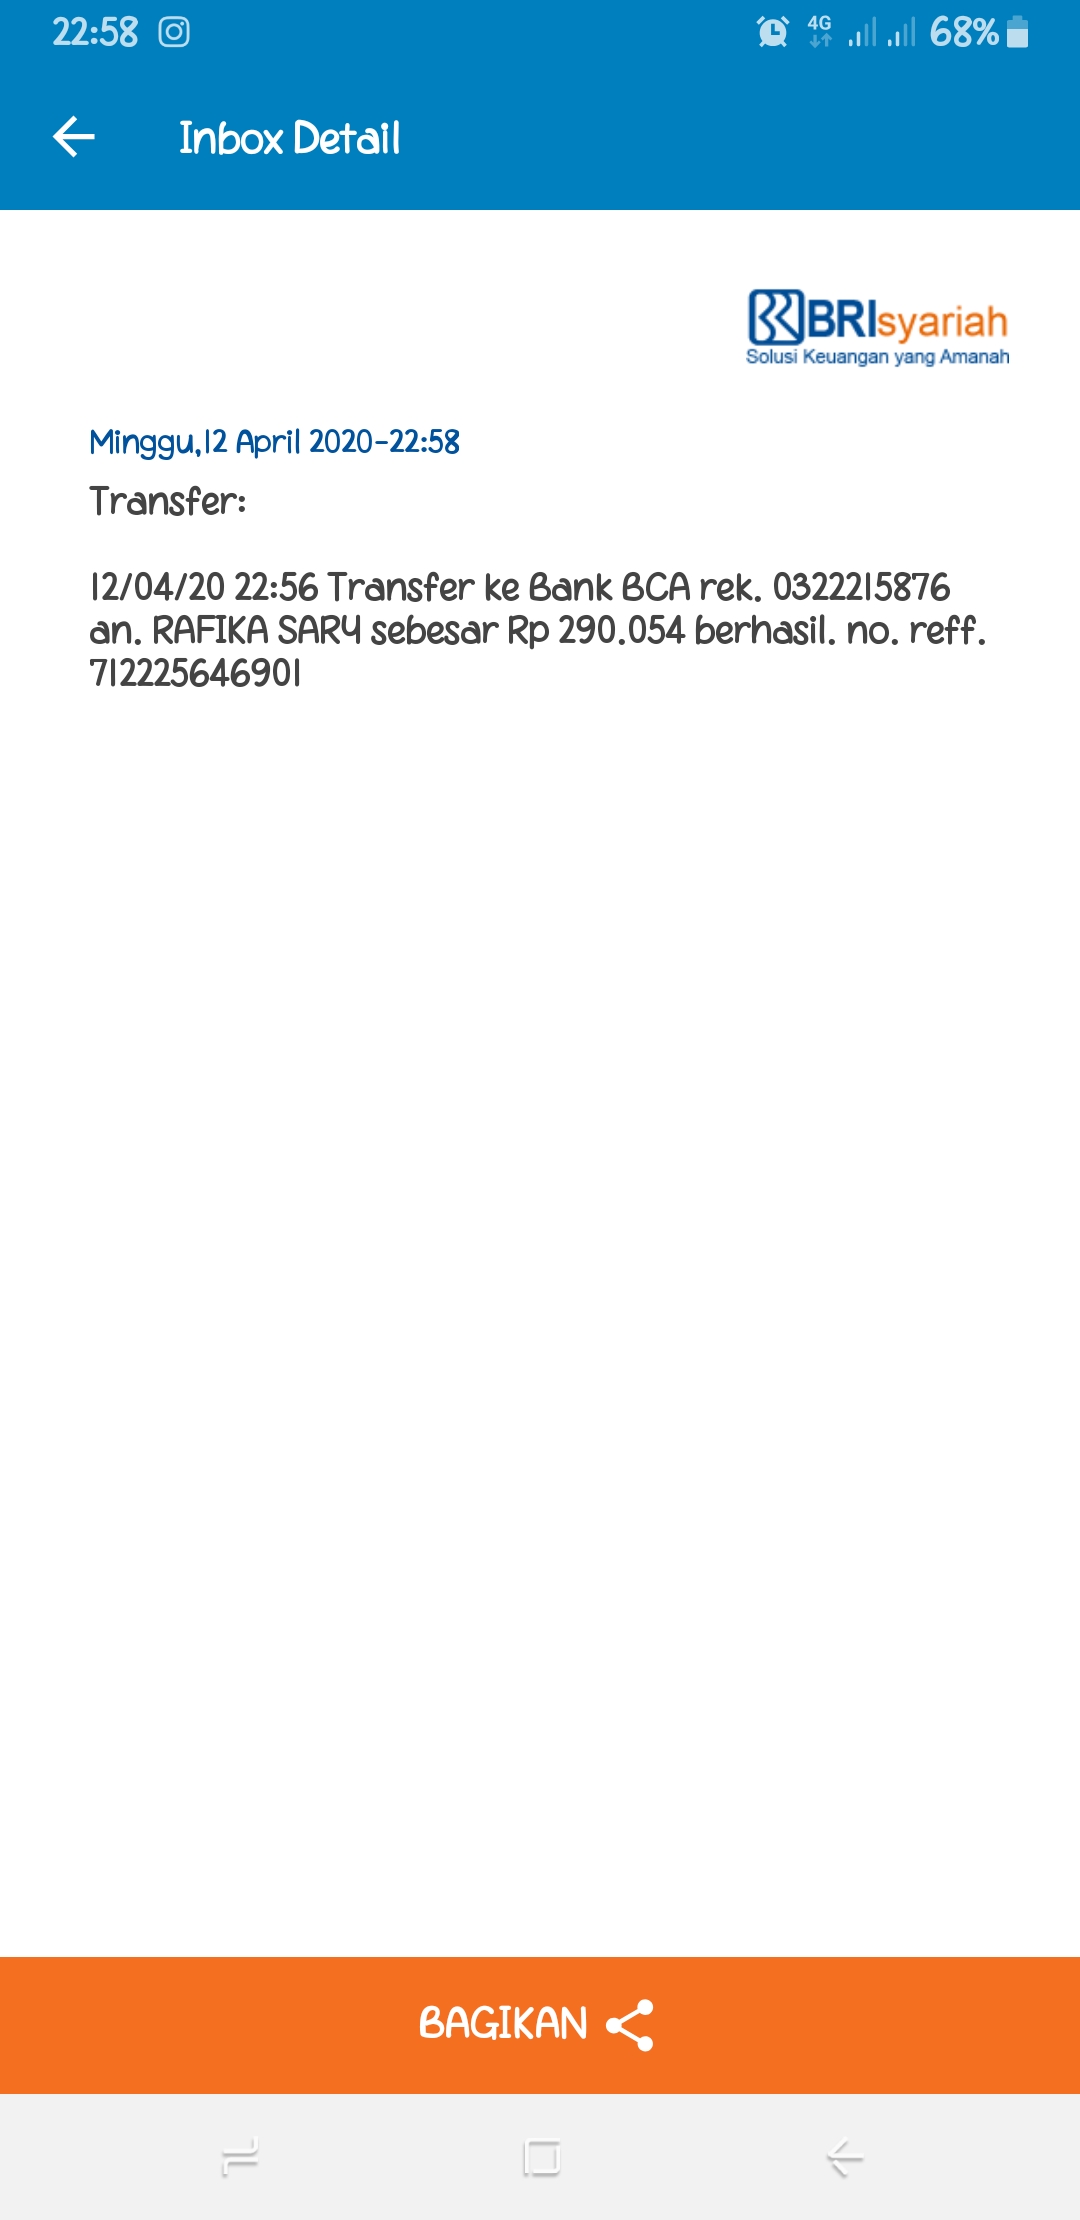 22:58 4G 68%
Inbox Detail
BRIsyariah
Solusi Keuangan yang Amanah
Minggu,12 April 2020-22:58
Transfer:
12/04/20 22:56 Transfer ke Bank BCA rek. 0322215876
an. RAFIKA SARY sebesar Rp 290.054 berhasil. no. reff.
712225646901
BAGIKAN